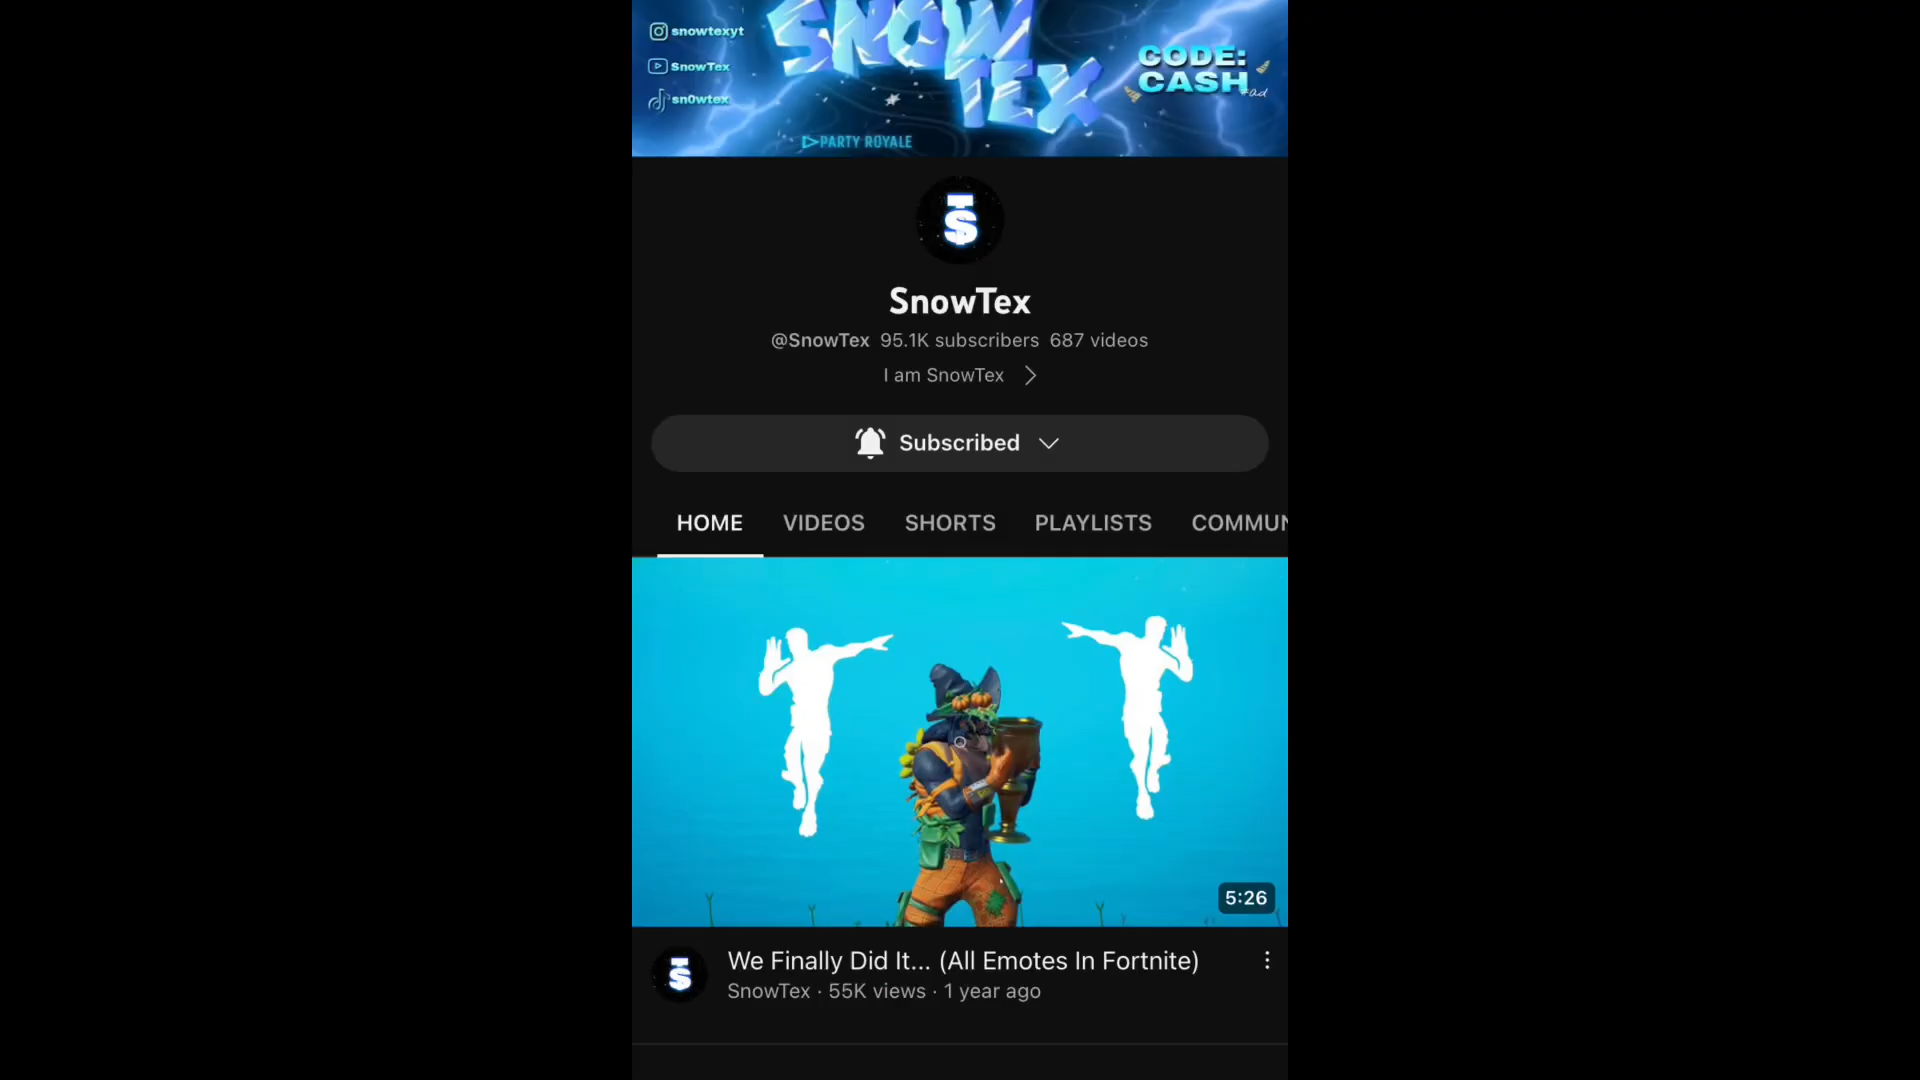 snowtexyt
SnowTex
sn0wtex
SNOW
TEX
CODE:
CASH
#ad
PARTY ROYALE
S
SnowTex
@SnowTex 95.1K subscribers 687 videos
I am SnowTex
Subscribed
HOME VIDEOS SHORTS PLAYLISTS COMMUN
5:26
S
We Finally Did It... (All Emotes In Fortnite)
SnowTex · 55K views · 1 year ago